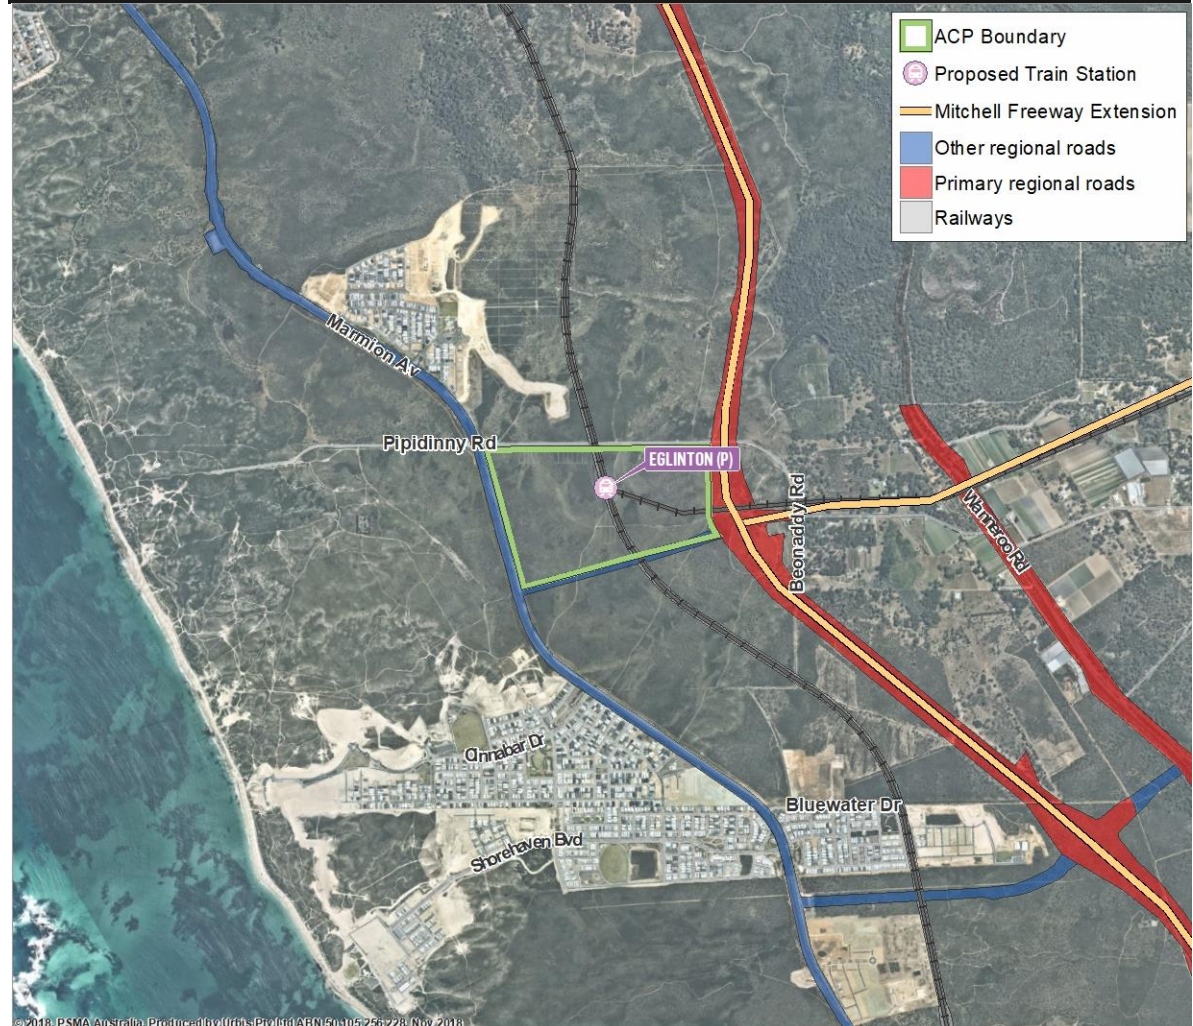 ACP Boundary
Proposed Train Station
Mitchell Freeway Extension
Other regional roads
Primary regional roads
Railways
Marmion Av
Pipidinny Rd
EGLINTON (P)
Beonaddy Rd
Wanneroo Rd
Cinnabar Dr
Bluewater Dr
Shorehaven Blvd
© 2018. PSMA Australia. Produced by Urbis Pty Ltd ABN 50 105 256 228. Nov 2018